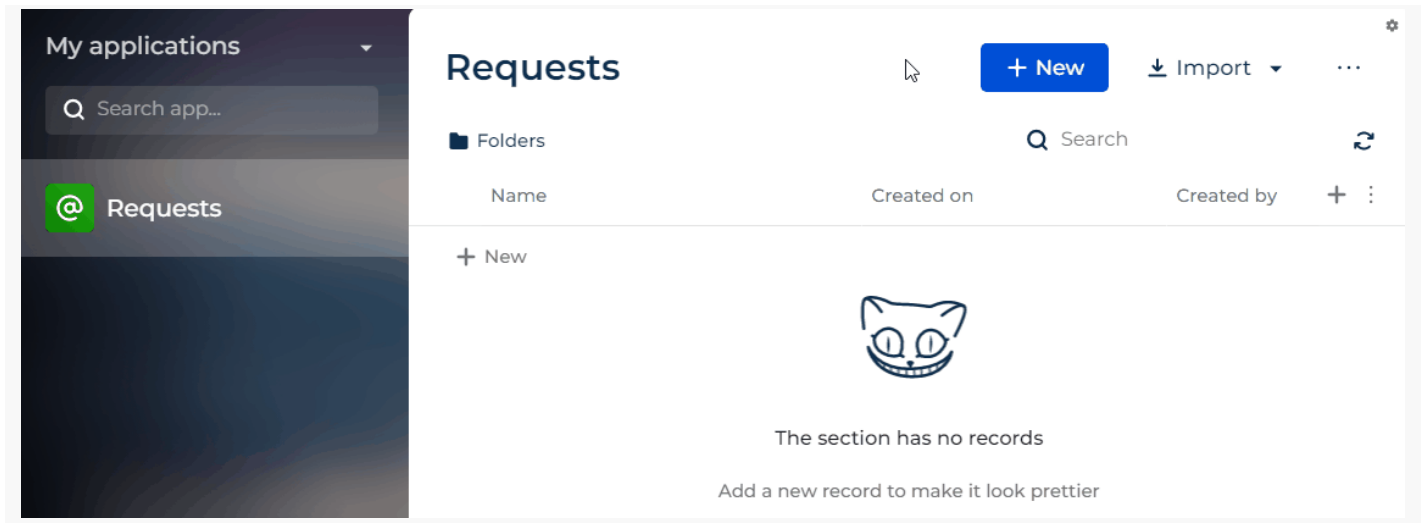 My applications
Search app...
@ Requests
Requests
+ New
Import
...
Folders
Search
Name Created on Created by +
+ New
The section has no records
Add a new record to make it look prettier